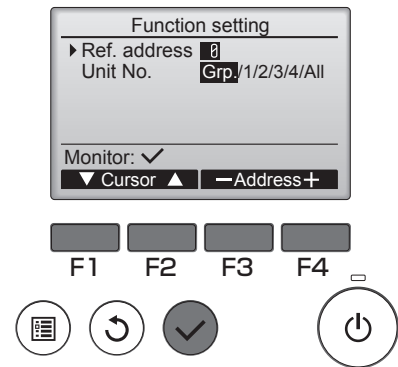 Function setting
Ref. address 0
Unit No. Grp./1/2/3/4/All
Monitor: ✓
▼ Cursor ▲ −Address+
F1 F2 F3 F4